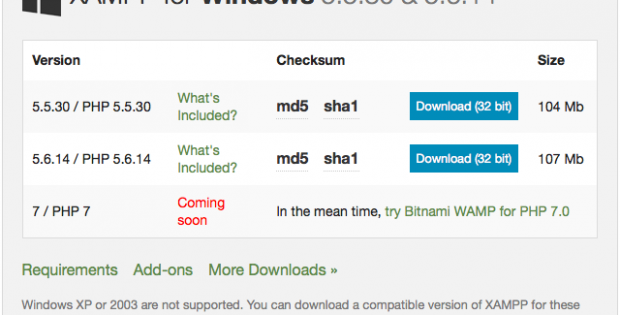 XAMPP for Windows 5.5.30 & 5.6.14
Version Checksum Size
5.5.30 / PHP 5.5.30 What's Included? md5 sha1 Download (32 bit) 104 Mb
5.6.14 / PHP 5.6.14 What's Included? md5 sha1 Download (32 bit) 107 Mb
7 / PHP 7 Coming soon In the mean time, try Bitnami WAMP for PHP 7.0
Requirements Add-ons More Downloads »
Windows XP or 2003 are not supported. You can download a compatible version of XAMPP for these